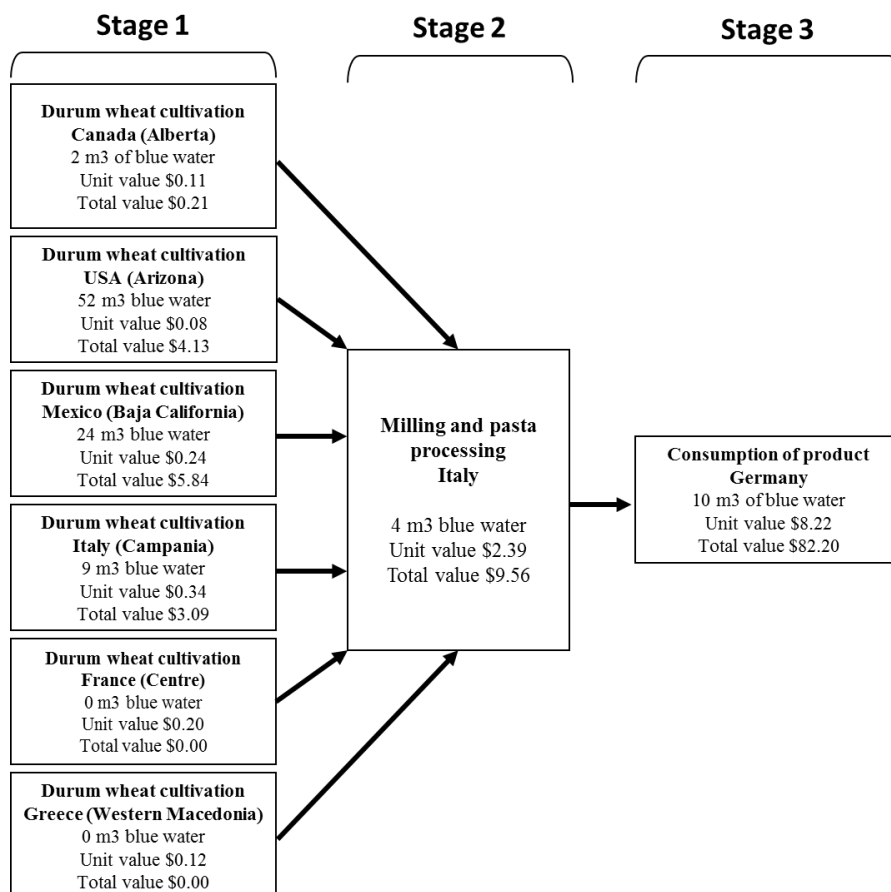 Stage 1
Stage 2
Stage 3
Durum wheat cultivation
Canada (Alberta)
2 m3 of blue water
Unit value $0.11
Total value $0.21
Durum wheat cultivation
USA (Arizona)
52 m3 blue water
Unit value $0.08
Total value $4.13
Durum wheat cultivation
Mexico (Baja California)
24 m3 blue water
Unit value $0.24
Total value $5.84
Durum wheat cultivation
Italy (Campania)
9 m3 blue water
Unit value $0.34
Total value $3.09
Durum wheat cultivation
France (Centre)
0 m3 blue water
Unit value $0.20
Total value $0.00
Durum wheat cultivation
Greece (Western Macedonia)
0 m3 blue water
Unit value $0.12
Total value $0.00
Milling and pasta
processing
Italy
4 m3 blue water
Unit value $2.39
Total value $9.56
Consumption of product
Germany
10 m3 of blue water
Unit value $8.22
Total value $82.20